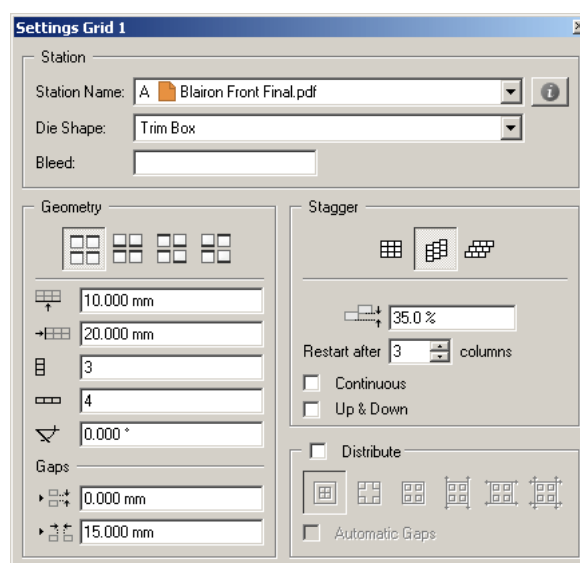 Settings Grid 1
Station
Station Name: A Blairon Front Final.pdf
Die Shape: Trim Box
Bleed:
Geometry
10.000 mm
20.000 mm
3
4
0.000 °
Gaps
0.000 mm
15.000 mm
Stagger
35.0 %
Restart after 3 columns
Continuous
Up & Down
Distribute
Automatic Gaps